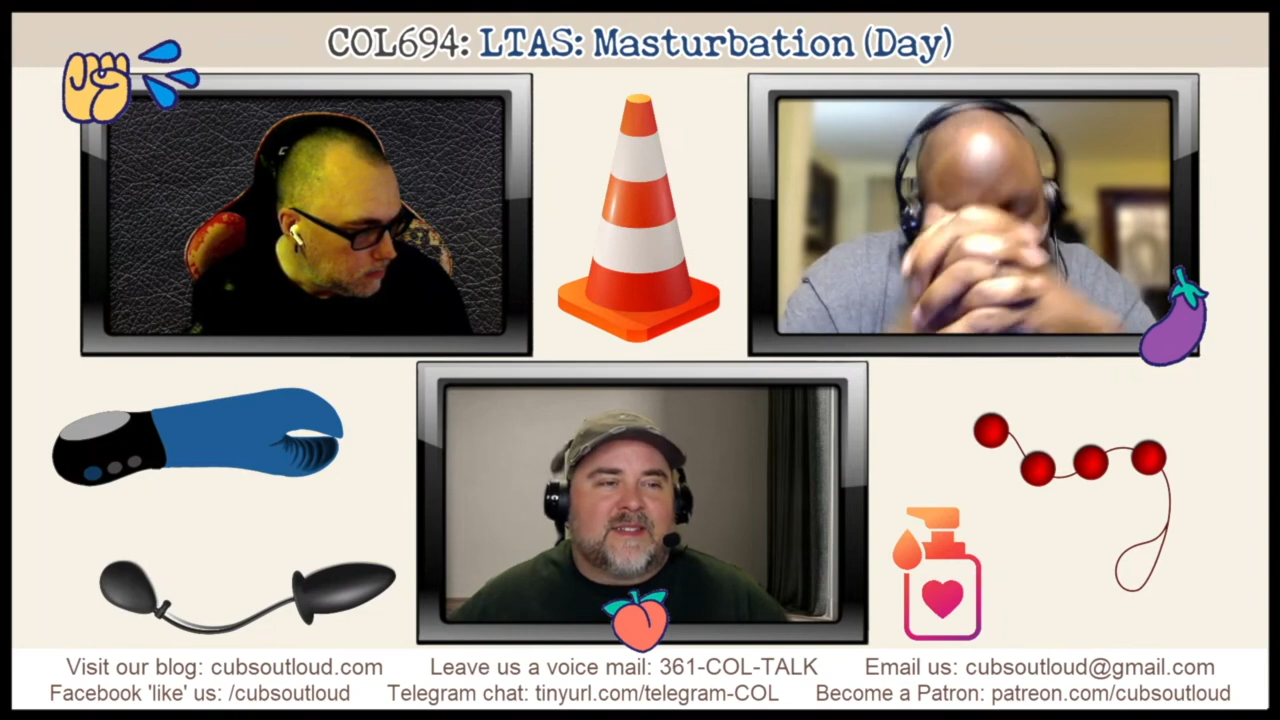 COL694: LTAS: Masturbation (Day)
Visit our blog: cubsoutloud.com Leave us a voice mail: 361-COL-TALK Email us: cubsoutloud@gmail.com
Facebook 'like' us: /cubsoutloud Telegram chat: tinyurl.com/telegram-COL Become a Patron: patreon.com/cubsoutloud